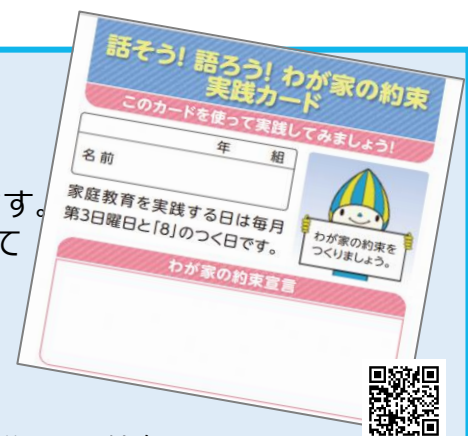 話そう! 語ろう! わが家の約束
実践カード
このカードを使って実践してみましょう!
年 組
名前
家庭教育を実践する日は毎月
第3日曜日と「8」のつく日です。
わが家の約束を
つくりましょう。
わが家の約束宣言
す。
て